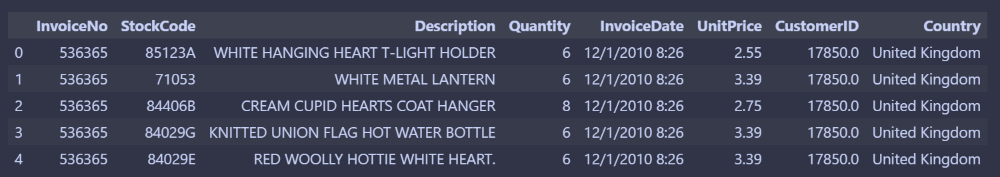 InvoiceNo StockCode Description Quantity InvoiceDate UnitPrice CustomerID Country
0 536365 85123A WHITE HANGING HEART T-LIGHT HOLDER 6 12/1/2010 8:26 2.55 17850.0 United Kingdom
1 536365 71053 WHITE METAL LANTERN 6 12/1/2010 8:26 3.39 17850.0 United Kingdom
2 536365 84406B CREAM CUPID HEARTS COAT HANGER 8 12/1/2010 8:26 2.75 17850.0 United Kingdom
3 536365 84029G KNITTED UNION FLAG HOT WATER BOTTLE 6 12/1/2010 8:26 3.39 17850.0 United Kingdom
4 536365 84029E RED WOOLLY HOTTIE WHITE HEART. 6 12/1/2010 8:26 3.39 17850.0 United Kingdom